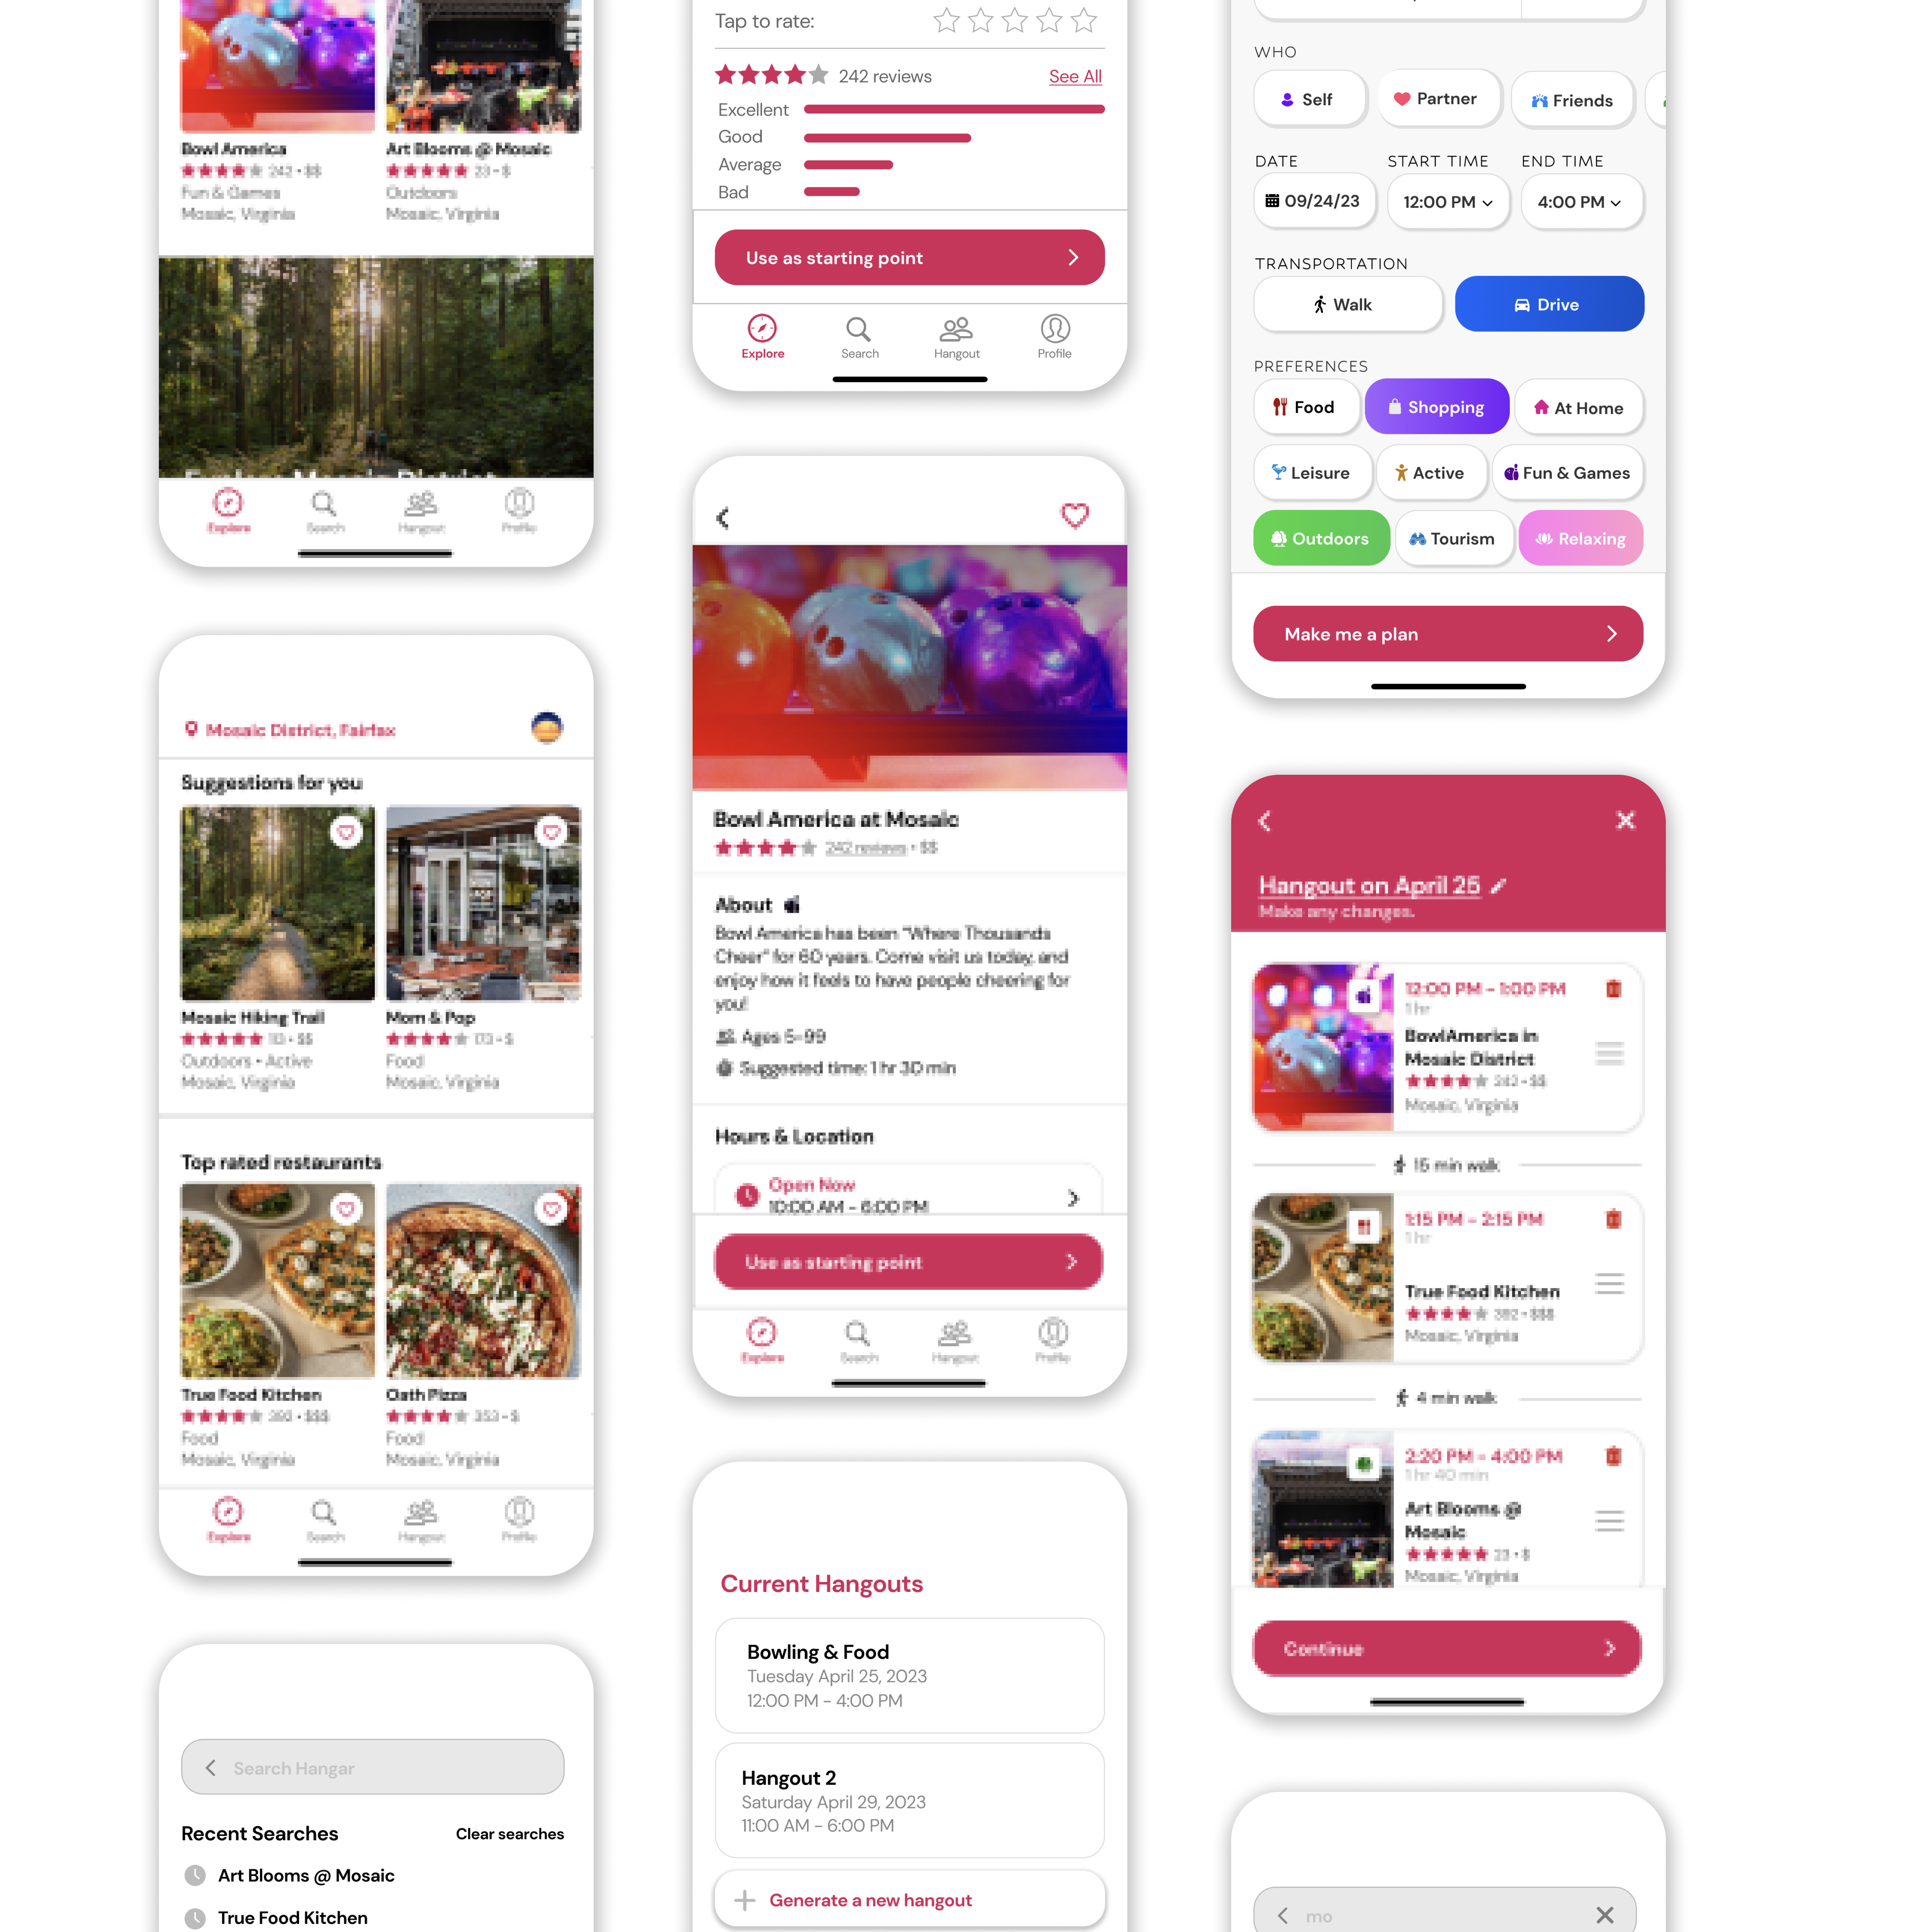 Bowl America
242 • $$
Fun & Games
Mosaic, Virginia
Art Blooms @ Mosaic
23 • $
Outdoors
Mosaic, Virginia
Explore
Search
Hangout
Profile
Mosaic District, Fairfax
Suggestions for you
Mosaic Hiking Trail
• $$
Outdoors • Active
Mosaic, Virginia
Mom & Pop
173 • $
Food
Mosaic, Virginia
Top rated restaurants
True Food Kitchen
392 • $$$
Food
Mosaic, Virginia
Oath Pizza
353 • $
Food
Mosaic, Virginia
Explore
Search
Hangout
Profile
Search Hangar
Recent Searches
Clear searches
Art Blooms @ Mosaic
True Food Kitchen
Tap to rate:
242 reviews
See All
Excellent
Good
Average
Bad
Use as starting point
Explore
Search
Hangout
Profile
Bowl America at Mosaic
242 reviews • $$
About
Bowl America has been "Where Thousands
Cheer" for 60 years. Come visit us today, and
enjoy how it feels to have people cheering for
you!
Ages 5-99
Suggested time: 1 hr 30 min
Hours & Location
Open Now
10:00 AM - 6:00 PM
Use as starting point
Explore
Search
Hangout
Profile
Current Hangouts
Bowling & Food
Tuesday April 25, 2023
12:00 PM - 4:00 PM
Hangout 2
Saturday April 29, 2023
11:00 AM - 6:00 PM
Generate a new hangout
WHO
Self
Partner
Friends
DATE
START TIME
END TIME
09/24/23
12:00 PM
4:00 PM
TRANSPORTATION
Walk
Drive
PREFERENCES
Food
Shopping
At Home
Leisure
Active
Fun & Games
Outdoors
Tourism
Relaxing
Make me a plan
Hangout on April 25
Make any changes.
12:00 PM - 1:00 PM
1 hr
BowlAmerica in
Mosaic District
242 • $$
Mosaic, Virginia
15 min walk
1:15 PM - 2:15 PM
1 hr
True Food Kitchen
392 • $$$
Mosaic, Virginia
4 min walk
2:20 PM - 4:00 PM
1 hr 40 min
Art Blooms @
Mosaic
23 • $
Mosaic, Virginia
Continue
mo